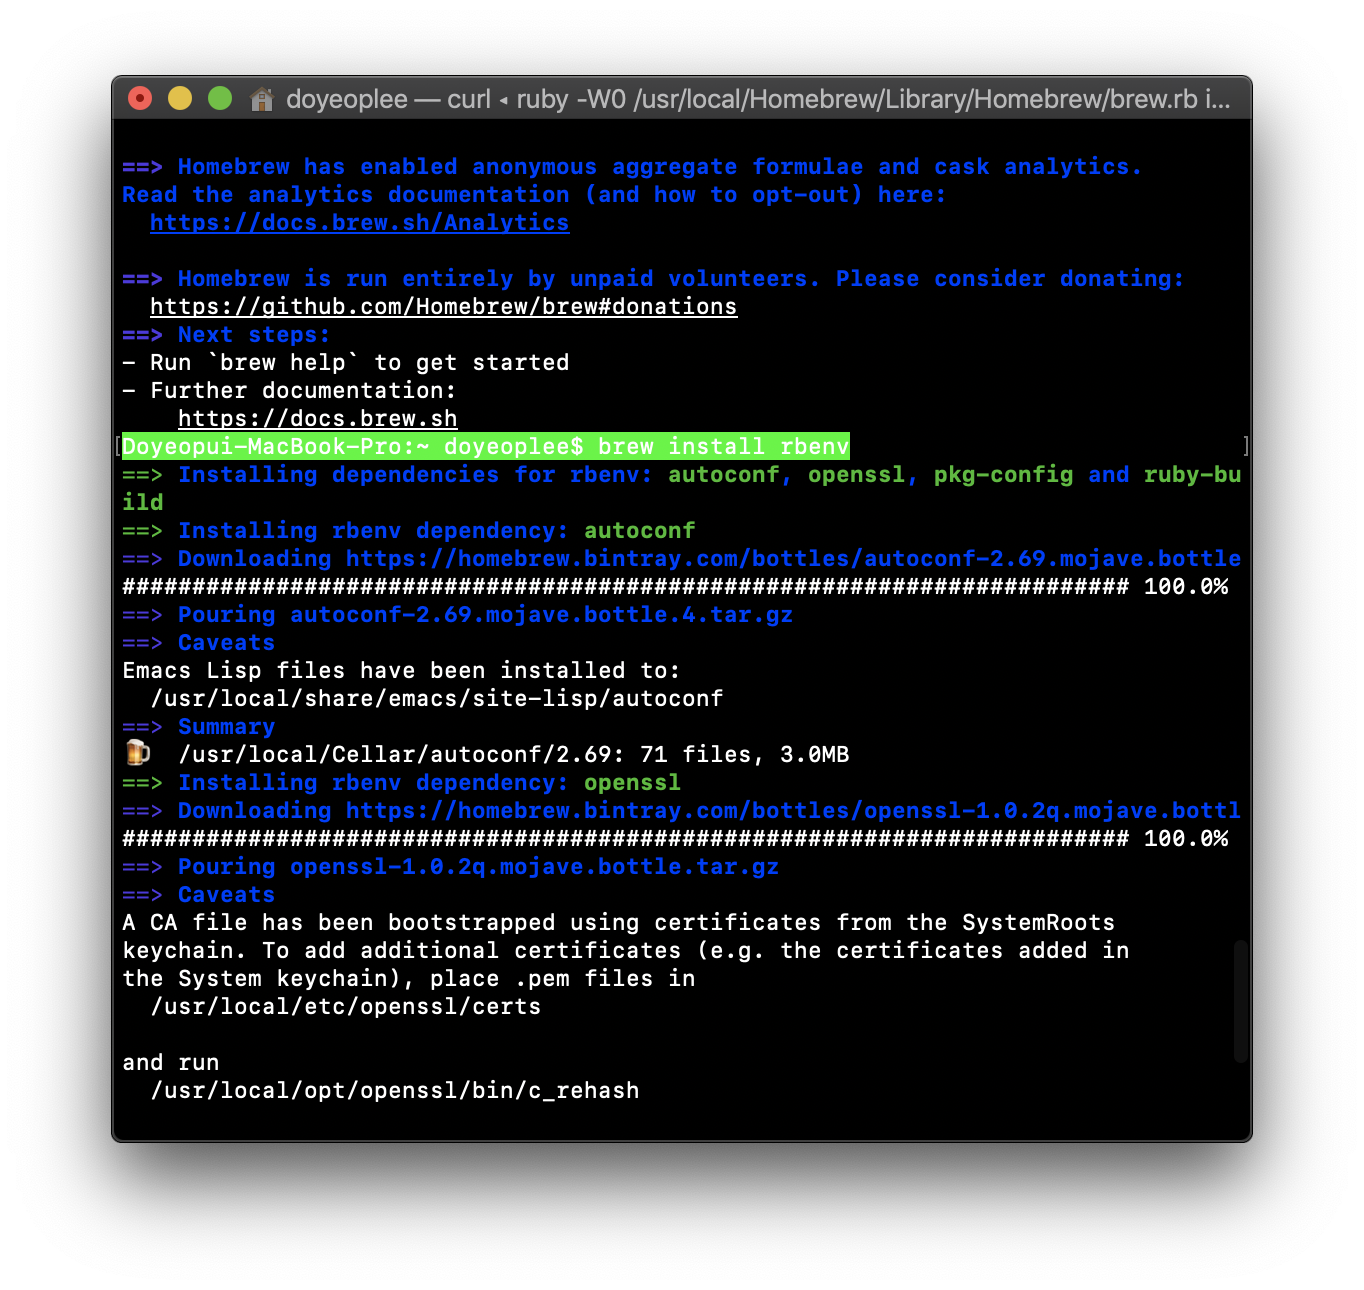 doyeoplee — curl ◂ ruby -W0 /usr/local/Homebrew/Library/Homebrew/brew.rb i...
==> Homebrew has enabled anonymous aggregate formulae and cask analytics.
Read the analytics documentation (and how to opt-out) here:
  https://docs.brew.sh/Analytics

==> Homebrew is run entirely by unpaid volunteers. Please consider donating:
  https://github.com/Homebrew/brew#donations
==> Next steps:
- Run `brew help` to get started
- Further documentation:
    https://docs.brew.sh
[Doyeopui-MacBook-Pro:~ doyeoplee$ brew install rbenv ]
==> Installing dependencies for rbenv: autoconf, openssl, pkg-config and ruby-bu
ild
==> Installing rbenv dependency: autoconf
==> Downloading https://homebrew.bintray.com/bottles/autoconf-2.69.mojave.bottle
######################################################################## 100.0%
==> Pouring autoconf-2.69.mojave.bottle.4.tar.gz
==> Caveats
Emacs Lisp files have been installed to:
  /usr/local/share/emacs/site-lisp/autoconf
==> Summary
🍺  /usr/local/Cellar/autoconf/2.69: 71 files, 3.0MB
==> Installing rbenv dependency: openssl
==> Downloading https://homebrew.bintray.com/bottles/openssl-1.0.2q.mojave.bottl
######################################################################## 100.0%
==> Pouring openssl-1.0.2q.mojave.bottle.tar.gz
==> Caveats
A CA file has been bootstrapped using certificates from the SystemRoots
keychain. To add additional certificates (e.g. the certificates added in
the System keychain), place .pem files in
  /usr/local/etc/openssl/certs

and run
  /usr/local/opt/openssl/bin/c_rehash